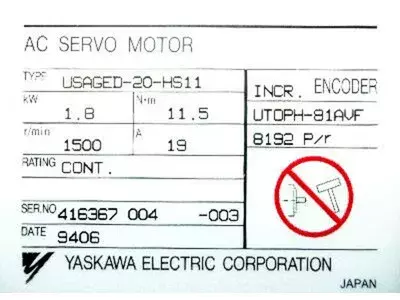 AC SERVO MOTOR
TYPE USAGED-20-HS11
INCR. ENCODER
kW 1.8 N·m 11.5
UTOPH-81AVF
r/min 1500 A 19
8192 P/r
RATING CONT.
SER.NO 416367 004 -003
DATE 9406
YASKAWA ELECTRIC CORPORATION
JAPAN